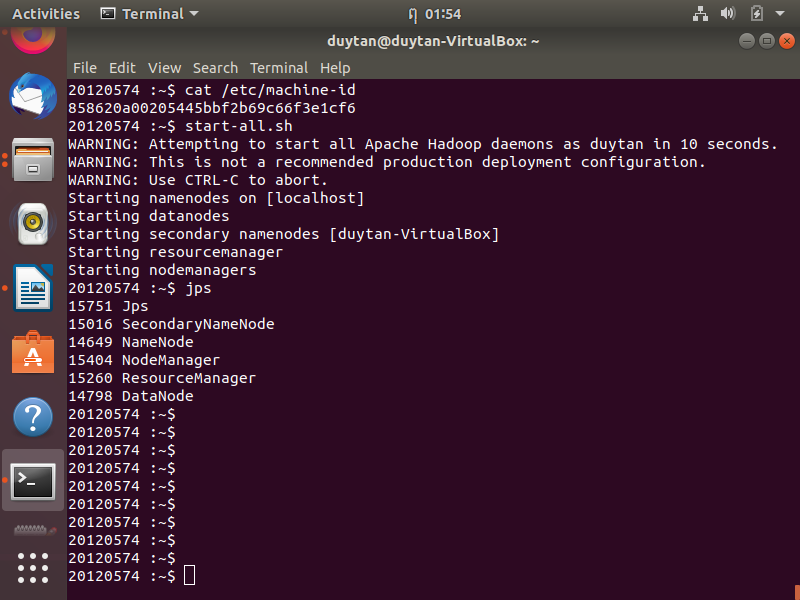 Activities Terminal ฦ 01:54
duytan@duytan-VirtualBox: ~
File Edit View Search Terminal Help
20120574 :~$ cat /etc/machine-id
858620a00205445bbf2b69c66f3e1cf6
20120574 :~$ start-all.sh
WARNING: Attempting to start all Apache Hadoop daemons as duytan in 10 seconds.
WARNING: This is not a recommended production deployment configuration.
WARNING: Use CTRL-C to abort.
Starting namenodes on [localhost]
Starting datanodes
Starting secondary namenodes [duytan-VirtualBox]
Starting resourcemanager
Starting nodemanagers
20120574 :~$ jps
15751 Jps
15016 SecondaryNameNode
14649 NameNode
15404 NodeManager
15260 ResourceManager
14798 DataNode
20120574 :~$
20120574 :~$
20120574 :~$
20120574 :~$
20120574 :~$
20120574 :~$
20120574 :~$
20120574 :~$
20120574 :~$
20120574 :~$